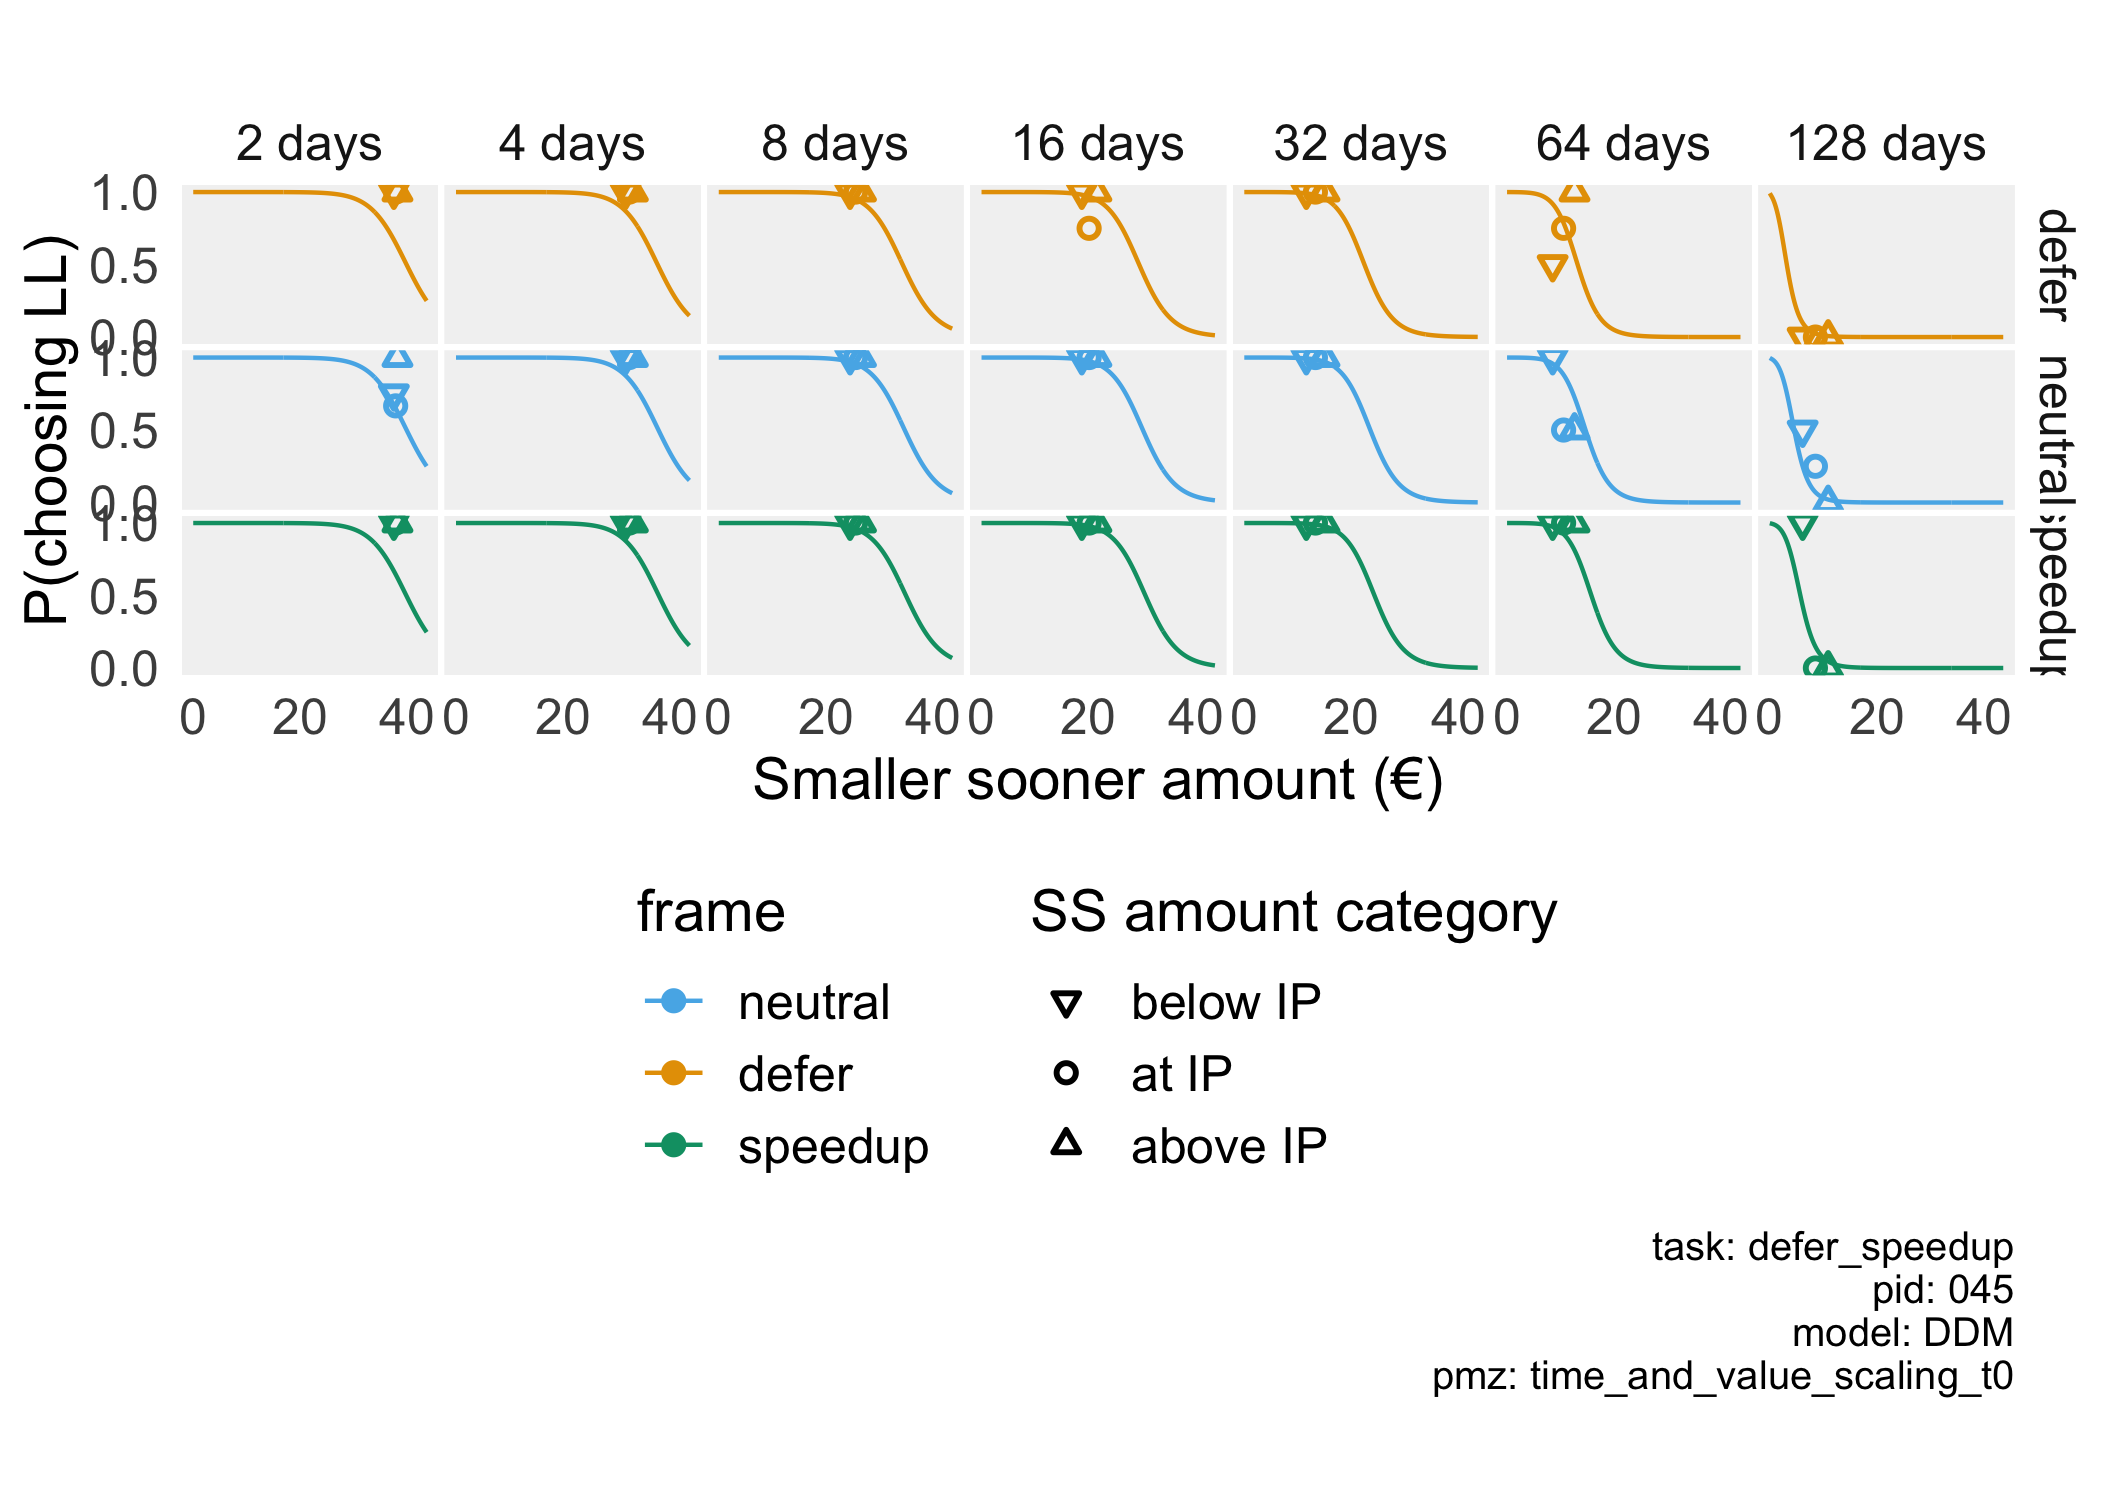 2 days 4 days 8 days 16 days 32 days 64 days 128 days
1.0
0.5
0.0
defer
1.0
0.5
0.0
neutral
1.0
0.5
0.0
speedup
P(choosing LL)
0 20 40 0 20 40 0 20 40 0 20 40 0 20 40 0 20 40 0 20 40
Smaller sooner amount (€)
frame
neutral
defer
speedup
SS amount category
below IP
at IP
above IP
task: defer_speedup
pid: 045
model: DDM
pmz: time_and_value_scaling_t0